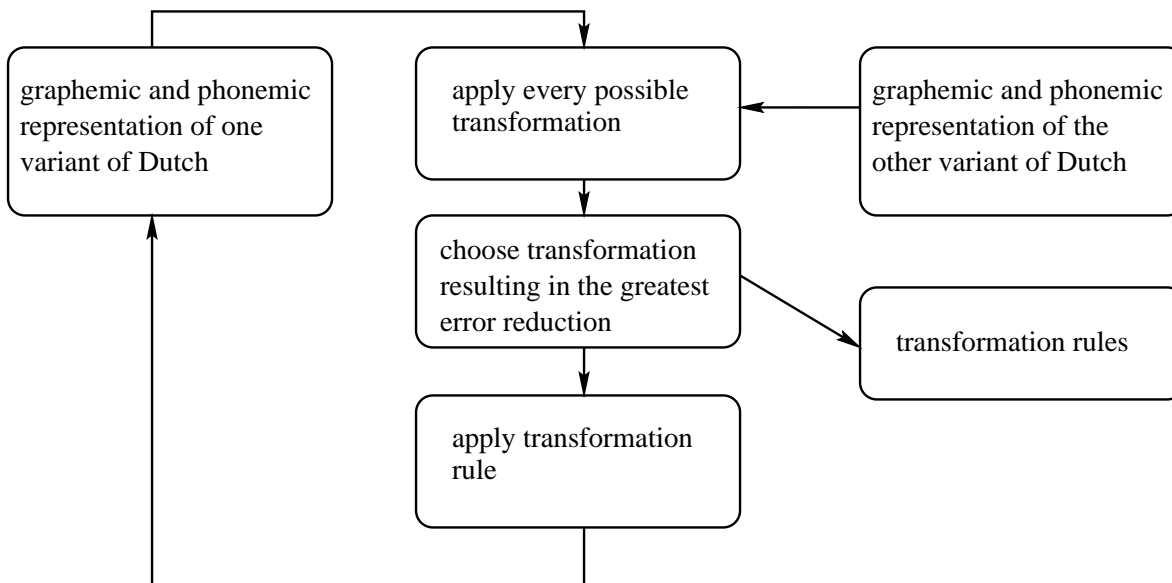 graphemic and phonemic
representation of one
variant of Dutch
apply every possible
transformation
graphemic and phonemic
representation of the
other variant of Dutch
choose transformation
resulting in the greatest
error reduction
transformation rules
apply transformation
rule